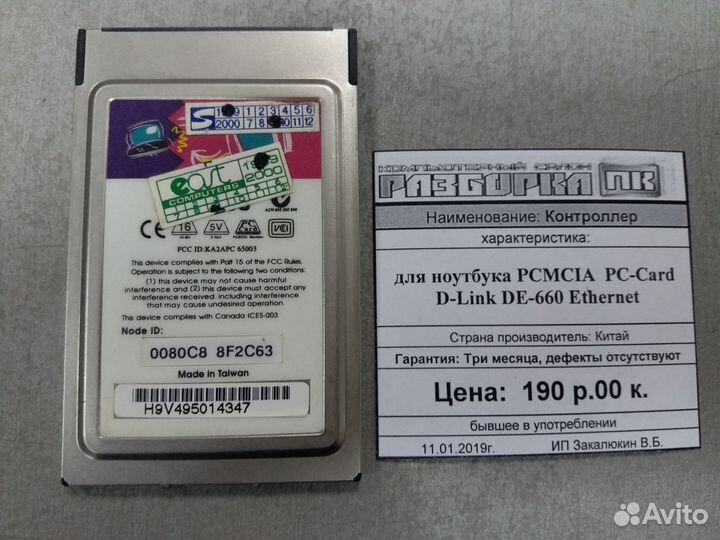 S 1999 1 2 3 4 5 6
2000 7 8 9 10 11 12
east 1999
COMPUTERS 2000
CE 16 5V VCCI
FCC ID:KA2APC 65003
This device complies with Part 15 of the FCC Rules.
Operation is subject to the following two conditions:
(1) this device may not cause harmful
interference and (2) this device must accept any
interference received, including interference
that may cause undesired operation.
This device complies with Canada ICES-003
Node ID:
0080C8 8F2C63
Made in Taiwan
H9V495014347
КОМПЬЮТЕРНЫЙ САЛОН
РАЗБОРКА ПК
Наименование: Контроллер
характеристика:
для ноутбука PCMCIA PC-Card
D-Link DE-660 Ethernet
Страна производитель: Китай
Гарантия: Три месяца, дефекты отсутствуют
Цена: 190 р.00 к.
бывшее в употреблении
11.01.2019г. ИП Закалюкин В.Б.
Avito